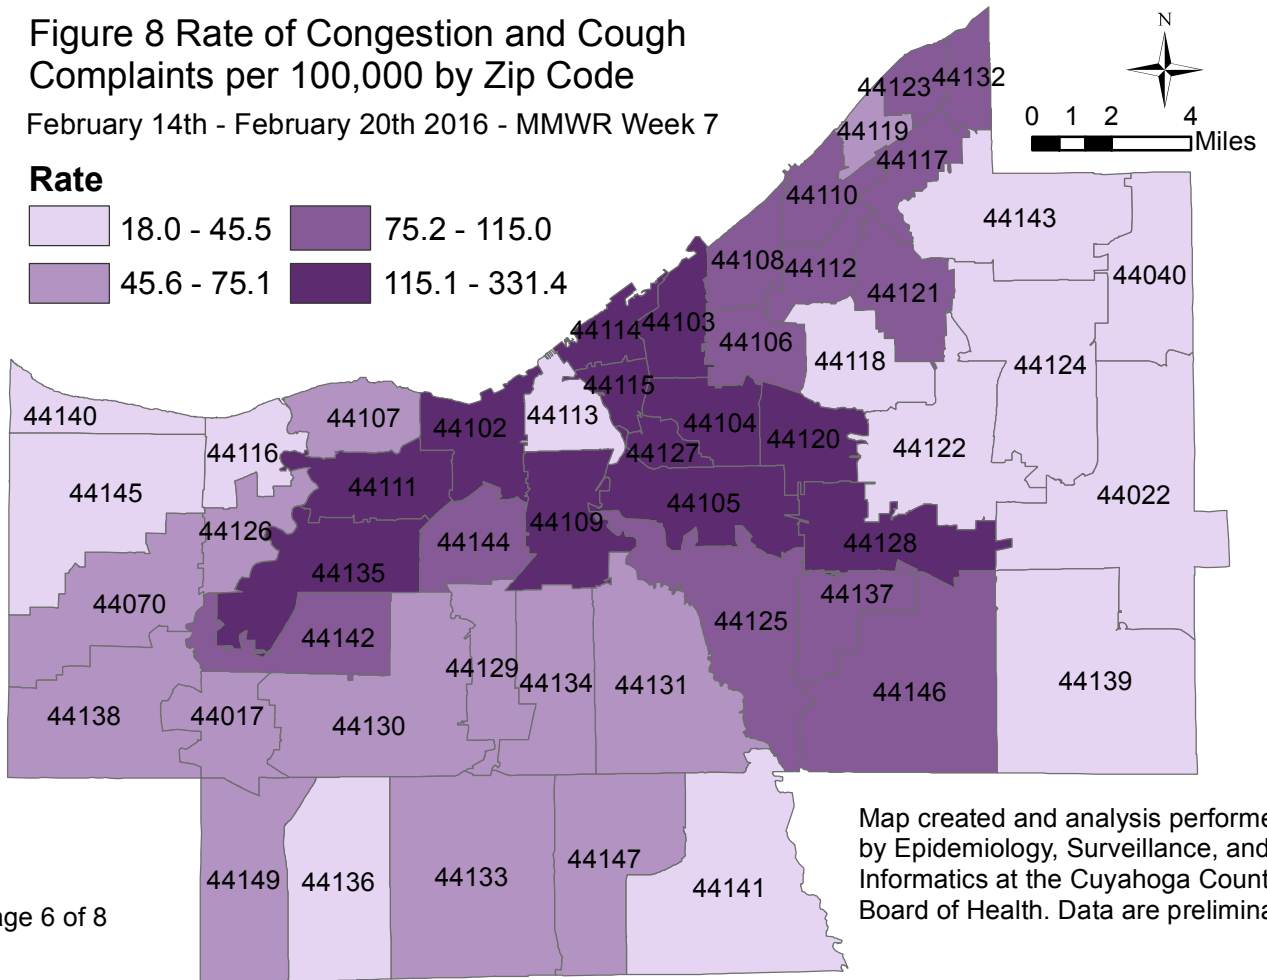 Figure 8 Rate of Congestion and Cough
Complaints per 100,000 by Zip Code
February 14th - February 20th 2016 - MMWR Week 7
N
0 1 2 4
Miles
Rate
18.0 - 45.5 75.2 - 115.0
45.6 - 75.1 115.1 - 331.4
44123 44132
44119
44117
44110
44143
44108 44112
44040
44121
44114 44103
44106
44118
44124
44115
44140 44107 44102 44113
44104
44120
44116
44127
44122
44145
44111
44105
44022
44126
44109
44144
44128
44135
44070
44137
44142
44125
44129
44134 44131
44146
44139
44138 44017
44130
44147
44149 44136 44133
44141
Map created and analysis performe
by Epidemiology, Surveillance, and
Informatics at the Cuyahoga Count
Board of Health. Data are prelimina
age 6 of 8